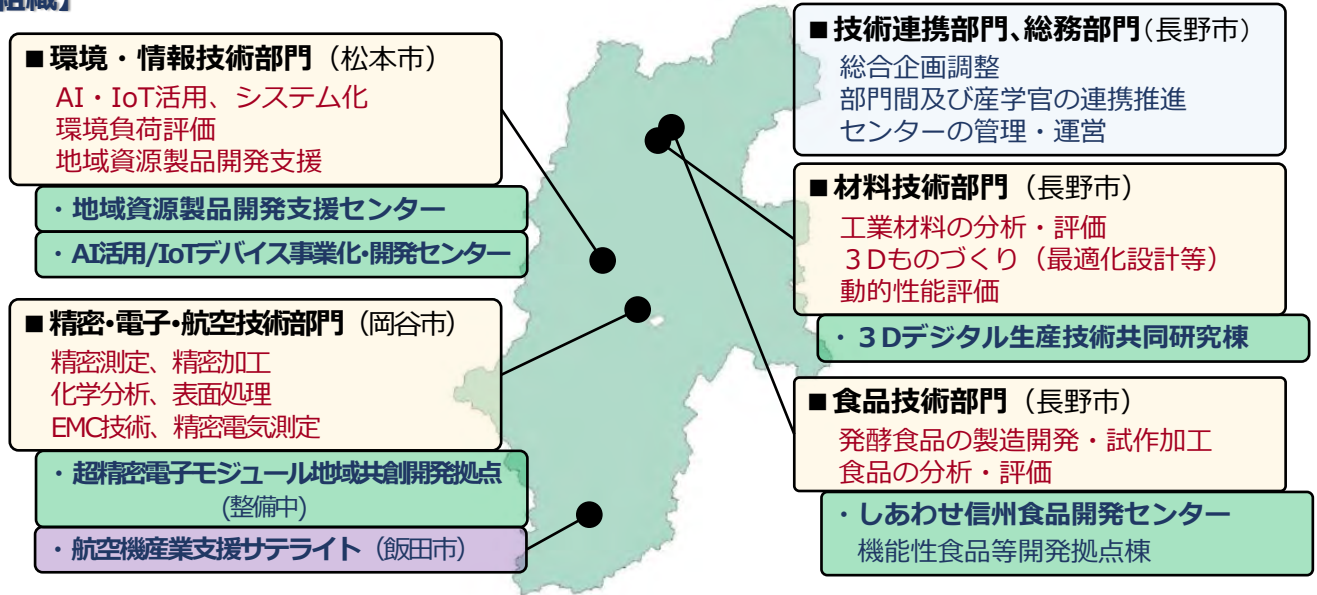 組織】
■環境・情報技術部門（松本市）
AI・IoT活用、システム化
環境負荷評価
地域資源製品開発支援
・地域資源製品開発支援センター
・AI活用/IoTデバイス事業化・開発センター
■精密・電子・航空技術部門（岡谷市）
精密測定、精密加工
化学分析、表面処理
EMC技術、精密電気測定
・超精密電子モジュール地域共創開発拠点
(整備中)
・航空機産業支援サテライト（飯田市）
■技術連携部門、総務部門(長野市)
総合企画調整
部門間及び産学官の連携推進
センターの管理・運営
■材料技術部門（長野市）
工業材料の分析・評価
３Dものづくり（最適化設計等）
動的性能評価
・３Dデジタル生産技術共同研究棟
■食品技術部門（長野市）
発酵食品の製造開発・試作加工
食品の分析・評価
・しあわせ信州食品開発センター
機能性食品等開発拠点棟